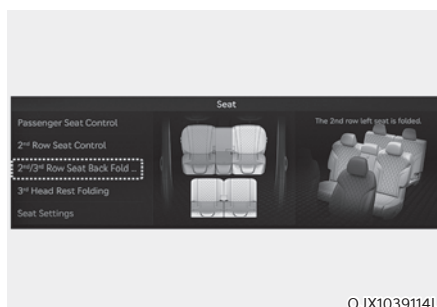 Seat
Passenger Seat Control
The 2nd row left seat is folded.
2nd Row Seat Control
2nd/3rd Row Seat Back Fold ...
3rd Head Rest Folding
Seat Settings
OJX1039114L